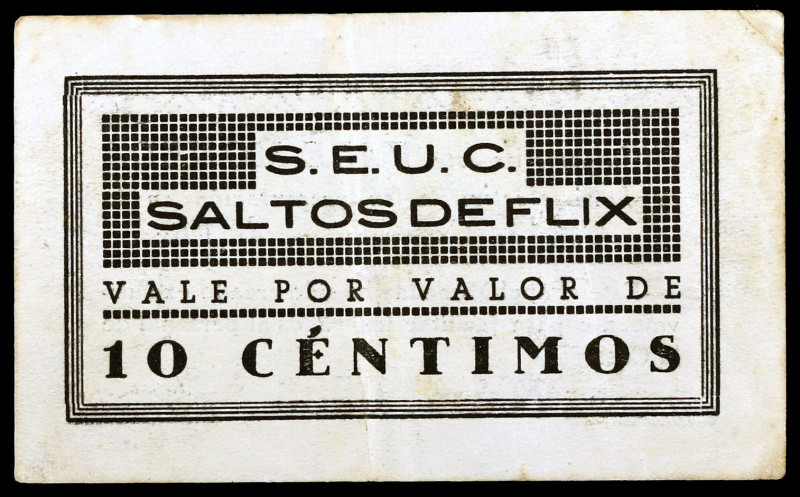 S.E.U.C.
SALTOS DE FLIX
VALE POR VALOR DE
10 CÉNTIMOS